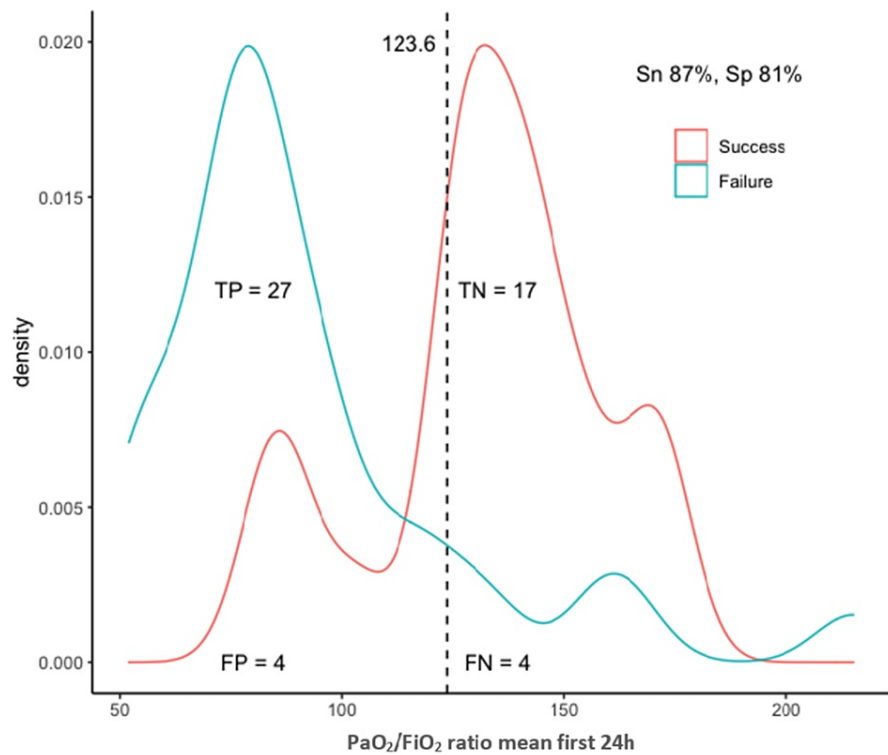 0.020
123.6
Sn 87%, Sp 81%
Success
Failure
0.015
TP = 27
TN = 17
density
0.010
0.005
0.000
FP = 4
FN = 4
50
100
150
200
PaO₂/FiO₂ ratio mean first 24h